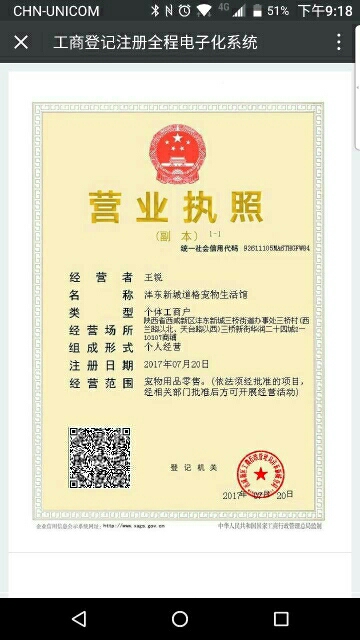 CHN-UNICOM
4G
51%
下午9:18
工商登记注册全程电子化系统
营业执照
(副 本) [-]
统一社会信用代码 92611105MA6THGFW84
经营者 王锐
名称 沣东新城道格宠物生活馆
类型 个体工商户
经营场所 陕西省西咸新区沣东新城三桥街道办事处三桥村(西
兰路以北、天台路以西)三桥新街华润二十四城2-
10107商铺
组成形式 个人经营
注册日期 2017年07月20日
经营范围 宠物用品零售。(依法须经批准的项目,
经相关部门批准后方可开展经营活动)
登记机关
2017年 07月 20日
企业信用信息公示系统网址: http://www.xags.gov.cn
中华人民共和国国家工商行政管理总局监制